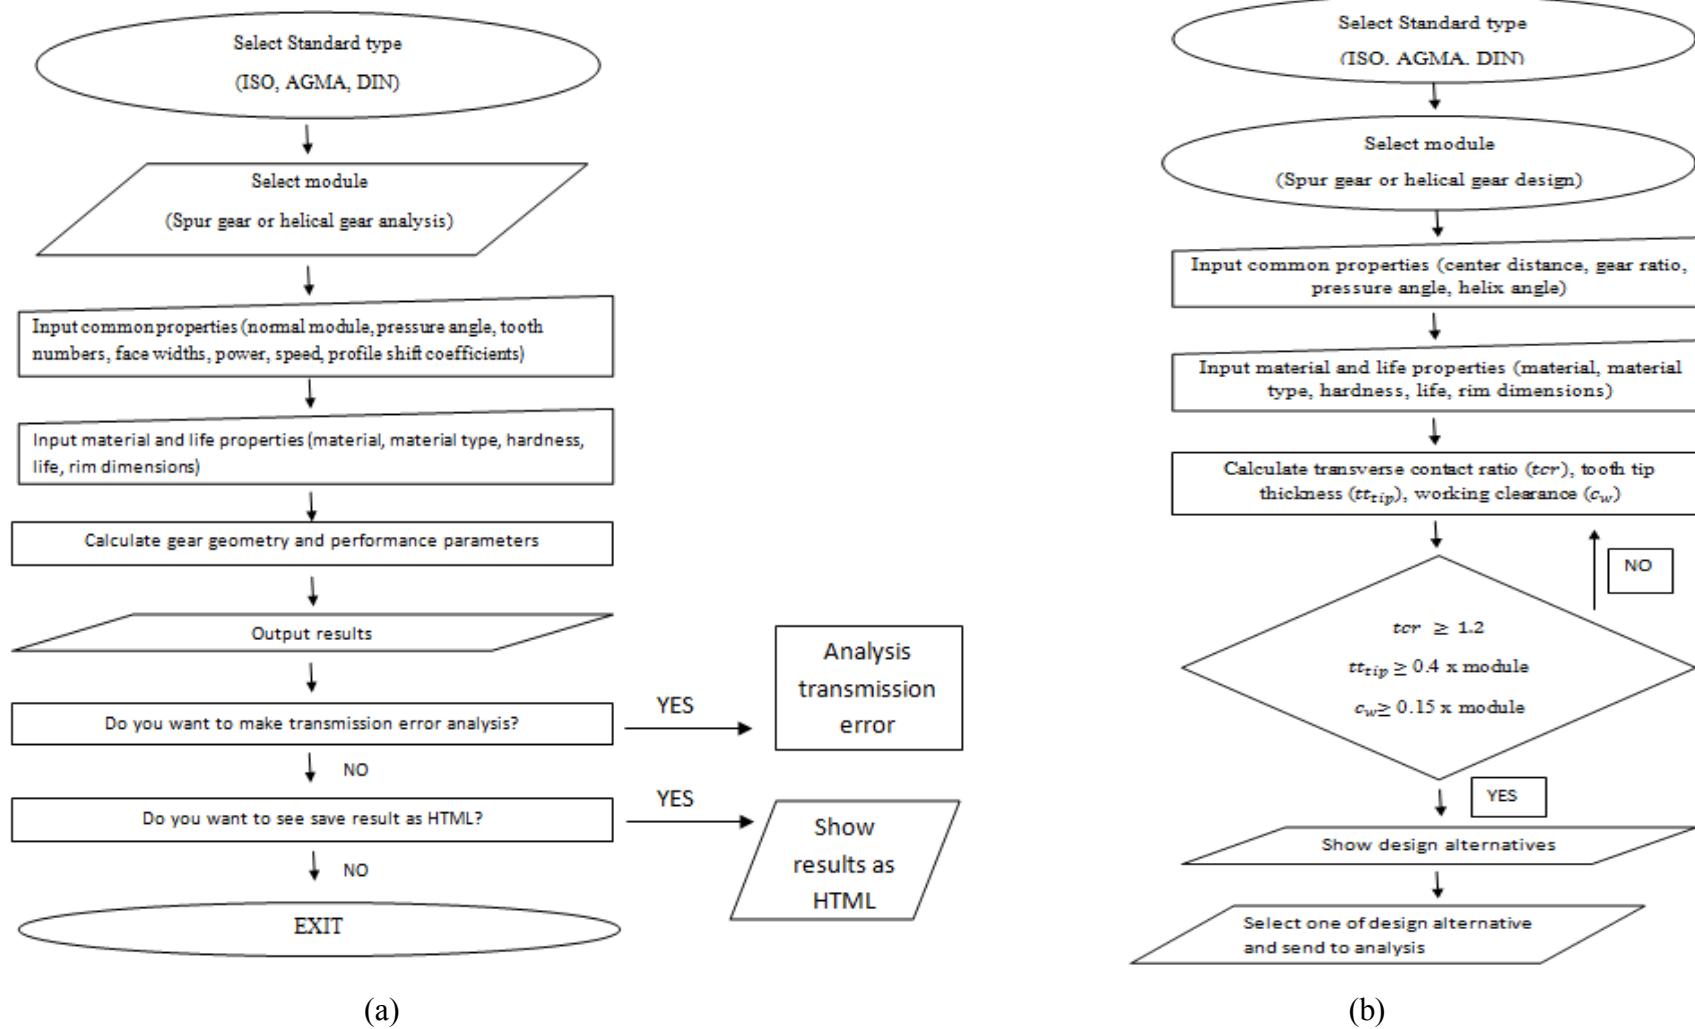 Select Standard type
(ISO, AGMA, DIN)
Select module
(Spur gear or helical gear analysis)
Input common properties (normal module, pressure angle, tooth
numbers, face widths, power, speed, profile shift coefficients)
Input material and life properties (material, material type, hardness,
life, rim dimensions)
Calculate gear geometry and performance parameters
Output results
Do you want to make transmission error analysis?
YES
Analysis
transmission
error
NO
Do you want to see save result as HTML?
YES
Show
results as
HTML
NO
EXIT
(a)
Select Standard type
(ISO, AGMA, DIN)
Select module
(Spur gear or helical gear design)
Input common properties (center distance, gear ratio,
pressure angle, helix angle)
Input material and life properties (material, material
type, hardness, life, rim dimensions)
Calculate transverse contact ratio (tcr), tooth tip
thickness (tt_tip), working clearance (c_w)
NO
tcr ≥ 1.2
tt_tip ≥ 0.4 x module
c_w ≥ 0.15 x module
YES
Show design alternatives
Select one of design alternative
and send to analysis
(b)